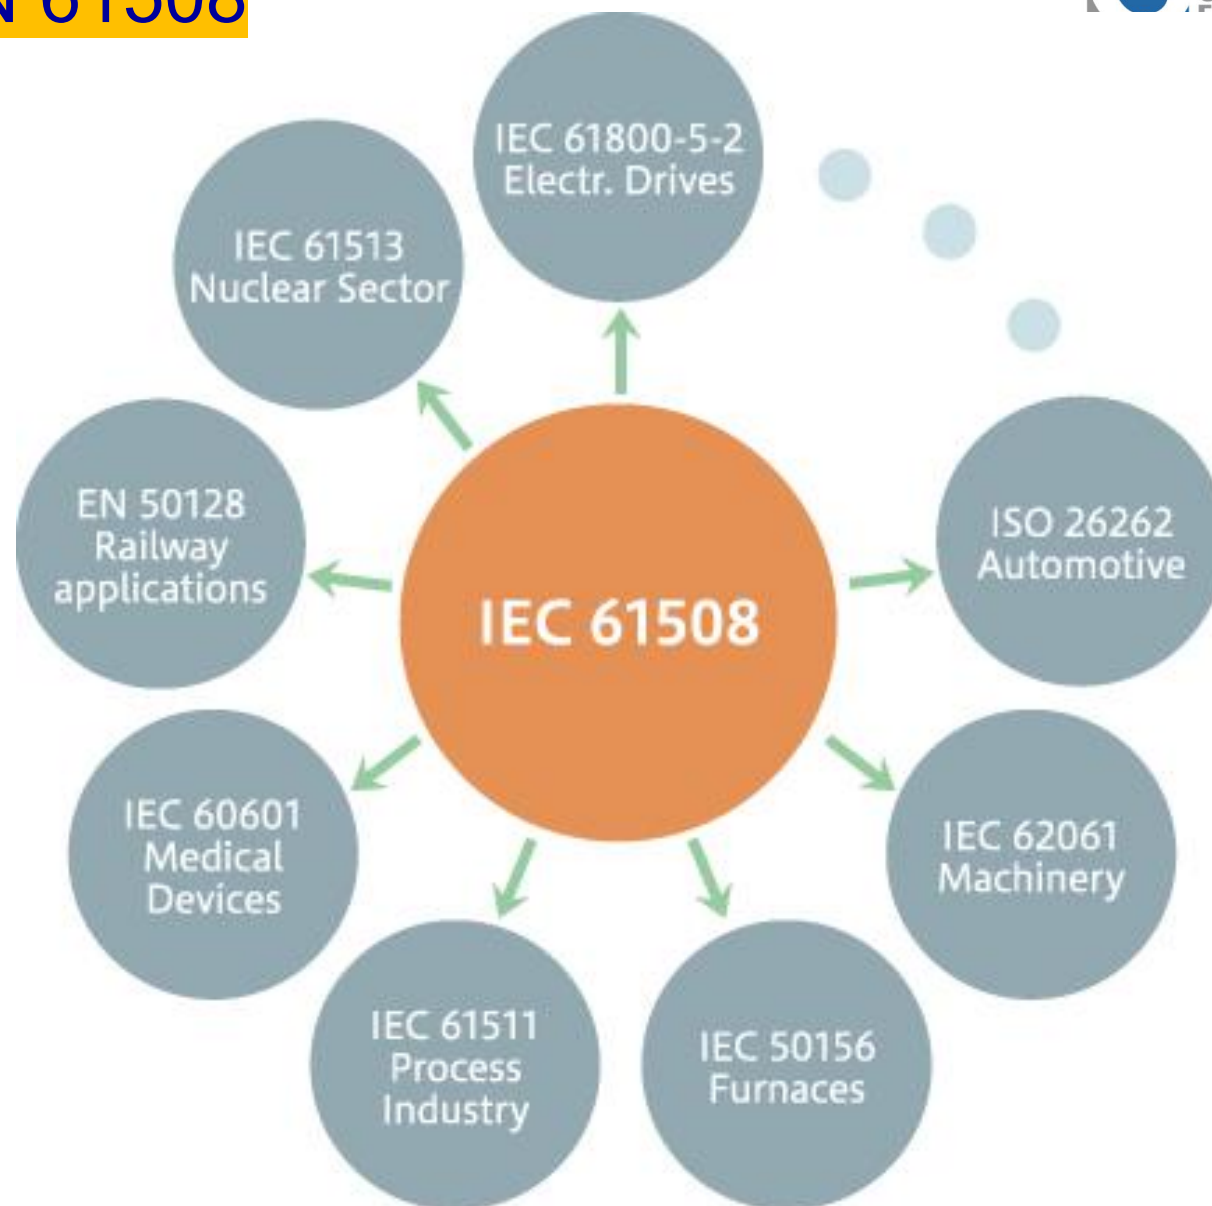 N 61508
IEC 61800-5-2
Electr. Drives
IEC 61513
Nuclear Sector
EN 50128
Railway
applications
ISO 26262
Automotive
IEC 61508
IEC 60601
Medical
Devices
IEC 62061
Machinery
IEC 61511
Process
Industry
IEC 50156
Furnaces